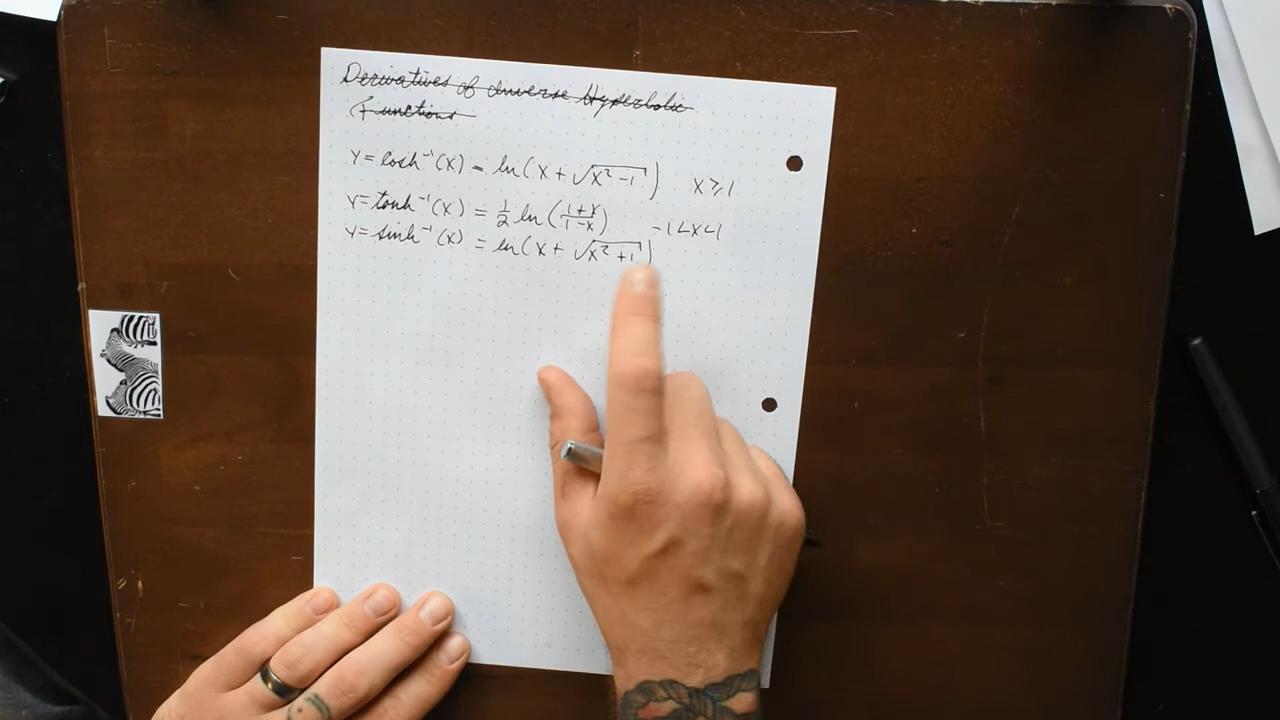 Derivatives of Inverse Hyperbolic
Functions
y = cosh⁻¹(x) = ln(x + √x² - 1) x ≥ 1
y = tanh⁻¹(x) = 1/2 ln(1+x/1-x) -1 < x < 1
y = sinh⁻¹(x) = ln(x + √x² + 1)